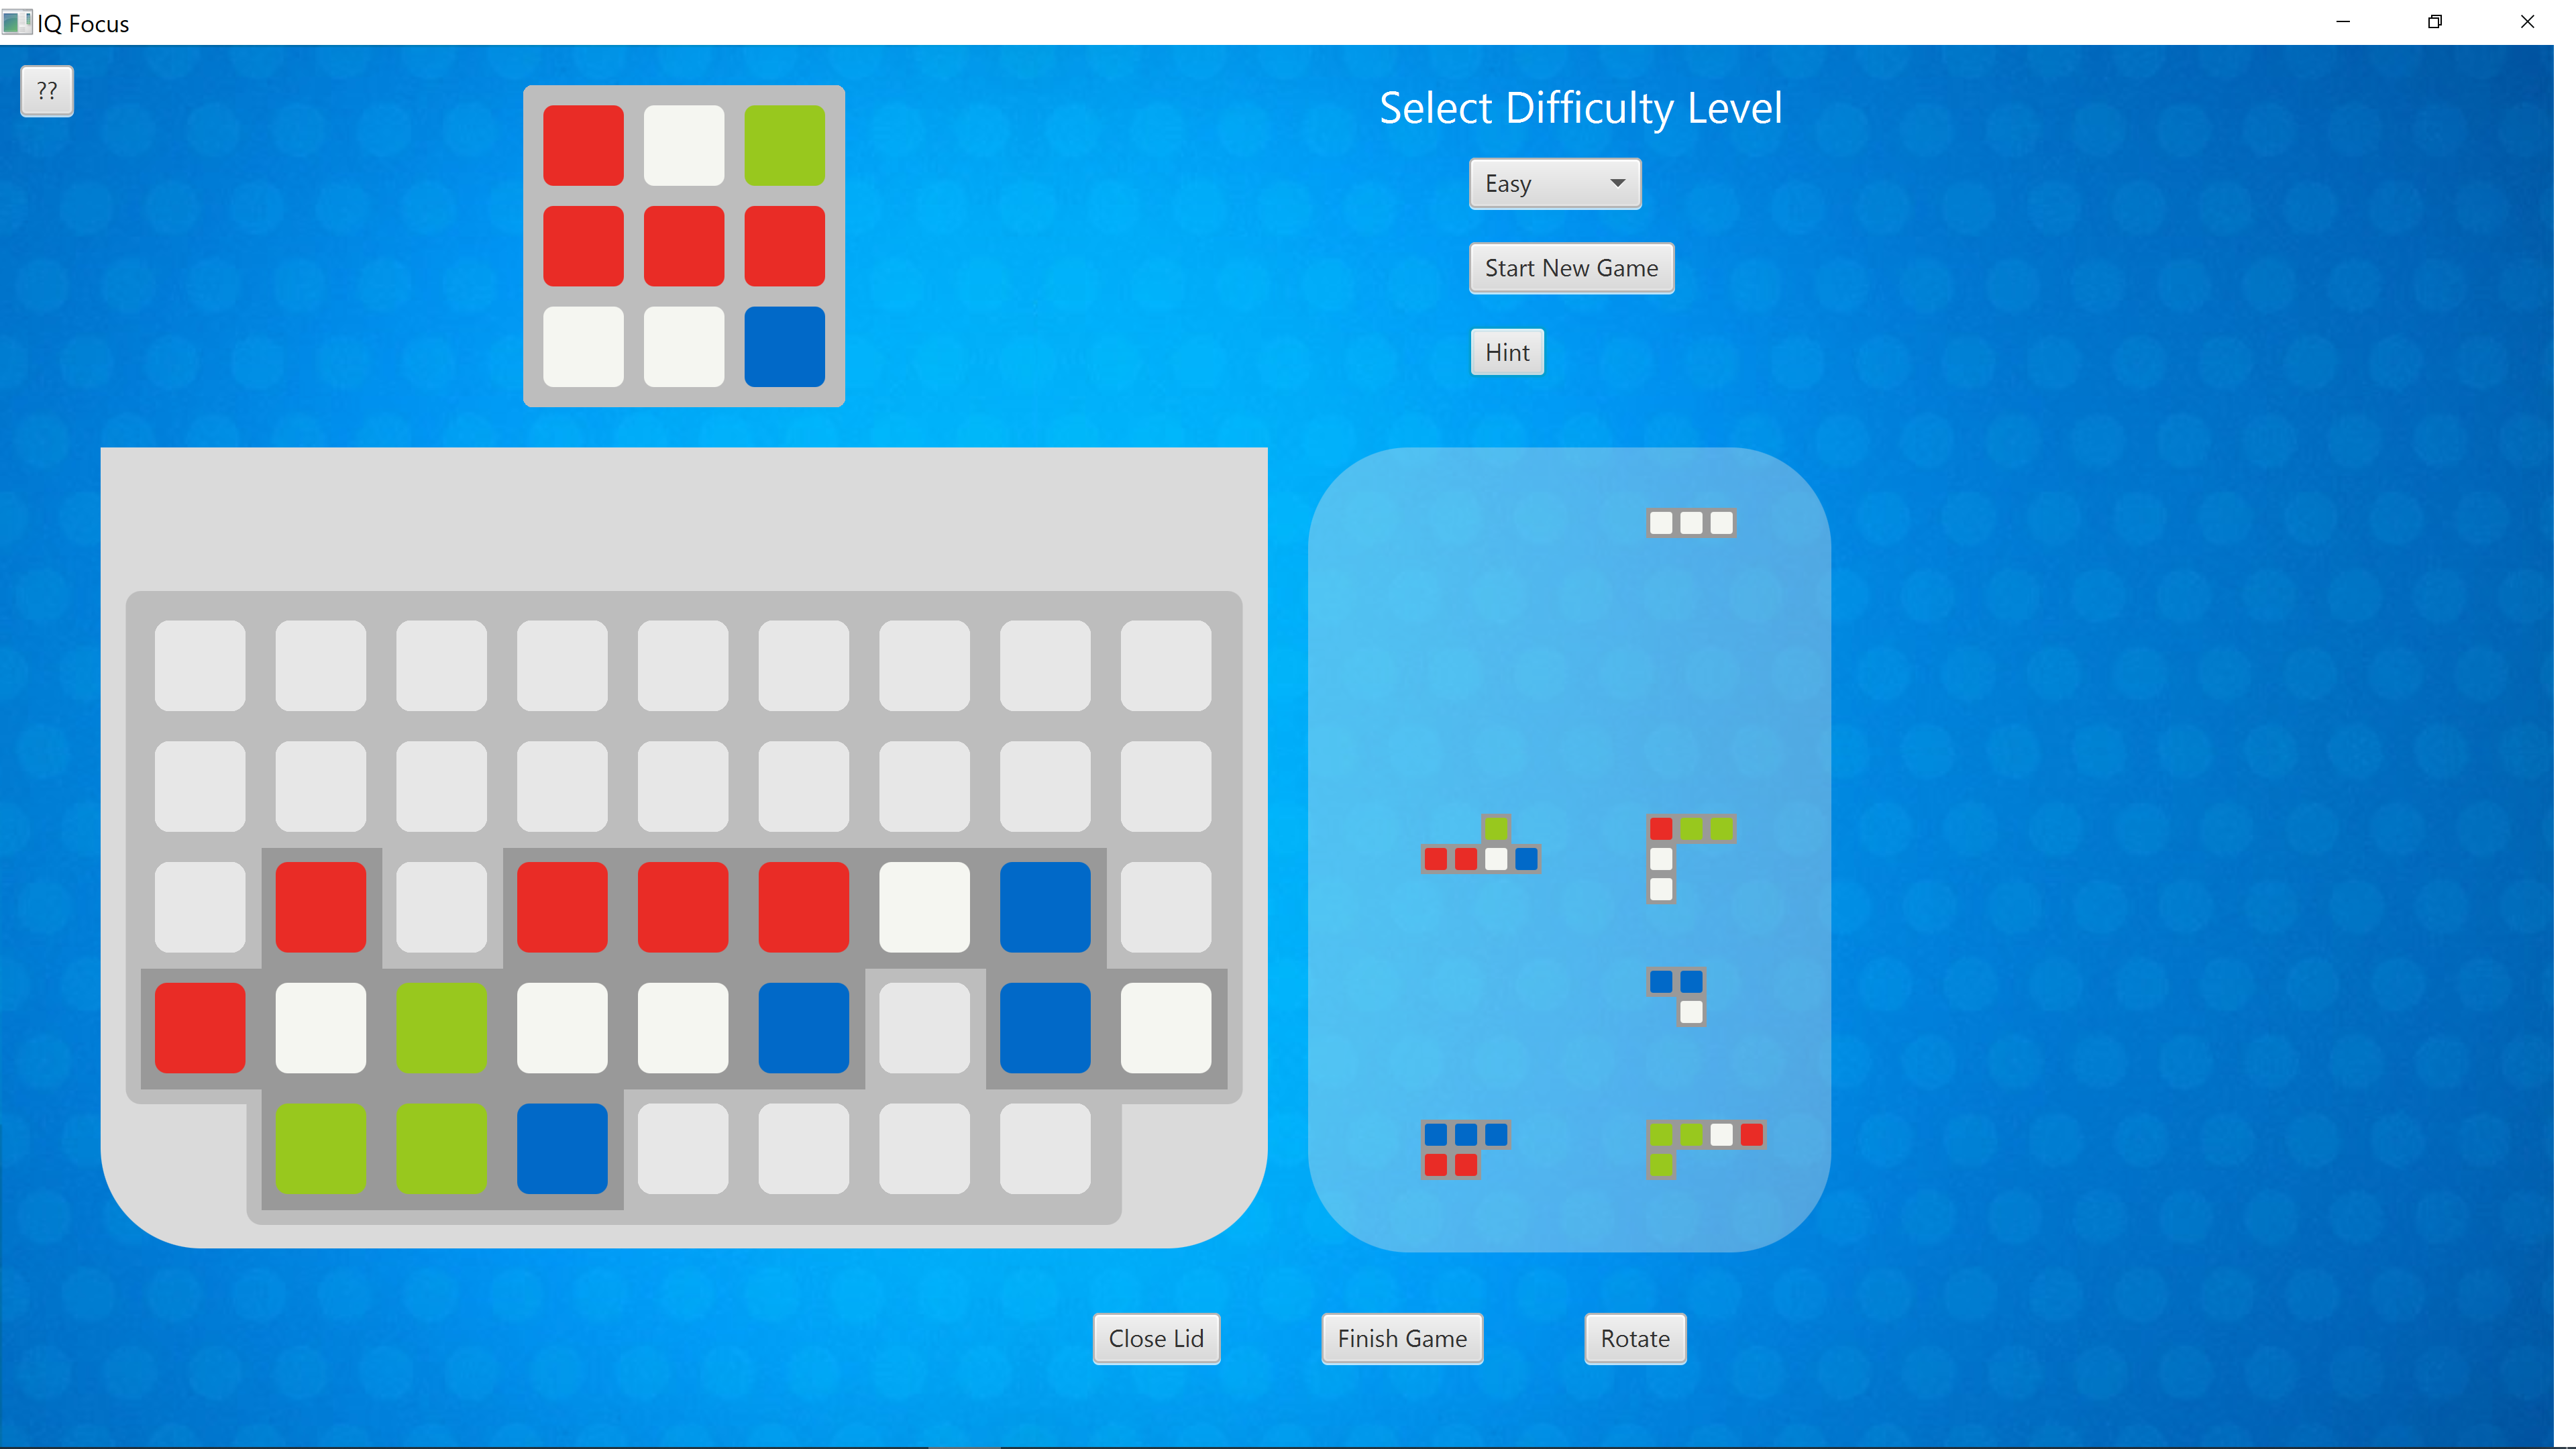 IQ Focus
??
Select Difficulty Level
Easy
Start New Game
Hint
Close Lid
Finish Game
Rotate